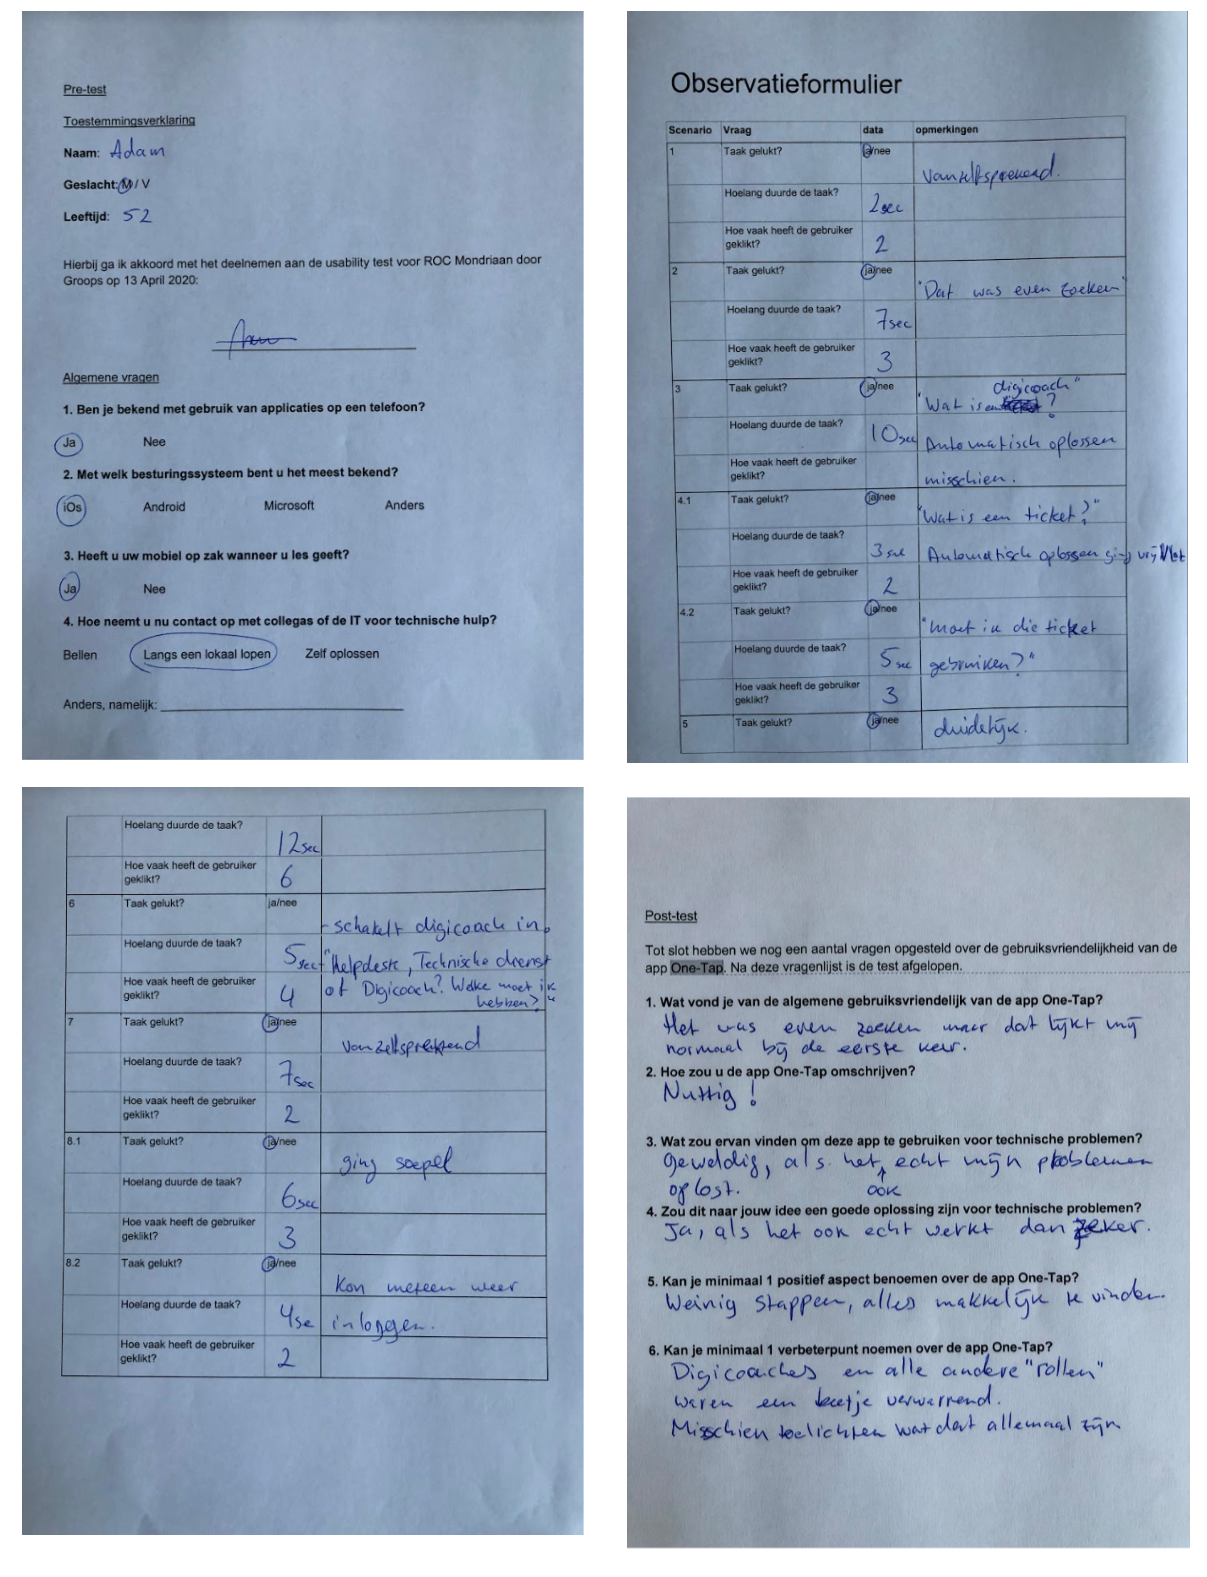 Pre-test
Toestemmingsverklaring
Naam: Adam
Geslacht: M / V
Leeftijd: 52
Hierbij ga ik akkoord met het deelnemen aan de usability test voor ROC Mondriaan door
Groops op 13 April 2020:
Algemene vragen
1. Ben je bekend met gebruik van applicaties op een telefoon?
Ja Nee
2. Met welk besturingssysteem bent u het meest bekend?
iOs Android Microsoft Anders
3. Heeft u uw mobiel op zak wanneer u les geeft?
Ja Nee
4. Hoe neemt u nu contact op met collegas of de IT voor technische hulp?
Bellen Langs een lokaal lopen Zelf oplossen
Anders, namelijk:
Observatieformulier
Scenario Vraag data opmerkingen
1 Taak gelukt? ja/nee
vanzelfsprekend.
Hoelang duurde de taak?
2sec
Hoe vaak heeft de gebruiker
geklikt? 2
2 Taak gelukt? ja/nee
"Dat was even zoeken"
Hoelang duurde de taak?
7sec
Hoe vaak heeft de gebruiker
geklikt? 3
3 Taak gelukt? ja/nee digicoach"
"Wat is een ?
Hoelang duurde de taak?
10sec Automatisch oplossen
Hoe vaak heeft de gebruiker
geklikt? misschien.
4.1 Taak gelukt? ja/nee
"Wat is een ticket?"
Hoelang duurde de taak?
3sec Automatisch oplossen ging vrij vlot
Hoe vaak heeft de gebruiker
geklikt? 2
4.2 Taak gelukt? ja/nee
"moet ik die ticket
Hoelang duurde de taak?
5sec gebruiken?"
Hoe vaak heeft de gebruiker
geklikt? 3
5 Taak gelukt? ja/nee
duidelijk.
Hoelang duurde de taak?
12sec
Hoe vaak heeft de gebruiker
geklikt? 6
6 Taak gelukt? ja/nee
- schakelt digicoach in.
Hoelang duurde de taak?
5sec "Helpdesk, Technische dienst
Hoe vaak heeft de gebruiker
geklikt? 4 of Digicoach? Welke moet ik
hebben?"
7 Taak gelukt? ja/nee
vanzelfsprekend
Hoelang duurde de taak?
7sec
Hoe vaak heeft de gebruiker
geklikt? 2
8.1 Taak gelukt? ja/nee
ging soepel
Hoelang duurde de taak?
6sec
Hoe vaak heeft de gebruiker
geklikt? 3
8.2 Taak gelukt? ja/nee
Kon meteen weer
Hoelang duurde de taak?
4se inloggen.
Hoe vaak heeft de gebruiker
geklikt? 2
Post-test
Tot slot hebben we nog een aantal vragen opgesteld over de gebruiksvriendelijkheid van de
app One-Tap. Na deze vragenlijst is de test afgelopen.
1. Wat vond je van de algemene gebruiksvriendelijk van de app One-Tap?
Het was even zoeken maar dat lijkt mij
normaal bij de eerste keer.
2. Hoe zou u de app One-Tap omschrijven?
Nuttig!
3. Wat zou ervan vinden om deze app te gebruiken voor technische problemen?
Geweldig, als het echt mijn problemen
oplost. ook
4. Zou dit naar jouw idee een goede oplossing zijn voor technische problemen?
Ja, als het ook echt werkt dan zeker.
5. Kan je minimaal 1 positief aspect benoemen over de app One-Tap?
Weinig stappen, alles makkelijk te vinden.
6. Kan je minimaal 1 verbeterpunt noemen over de app One-Tap?
Digicoaches en alle andere "rollen"
waren een beetje verwarrend.
Misschien toelichten wat dat allemaal zijn